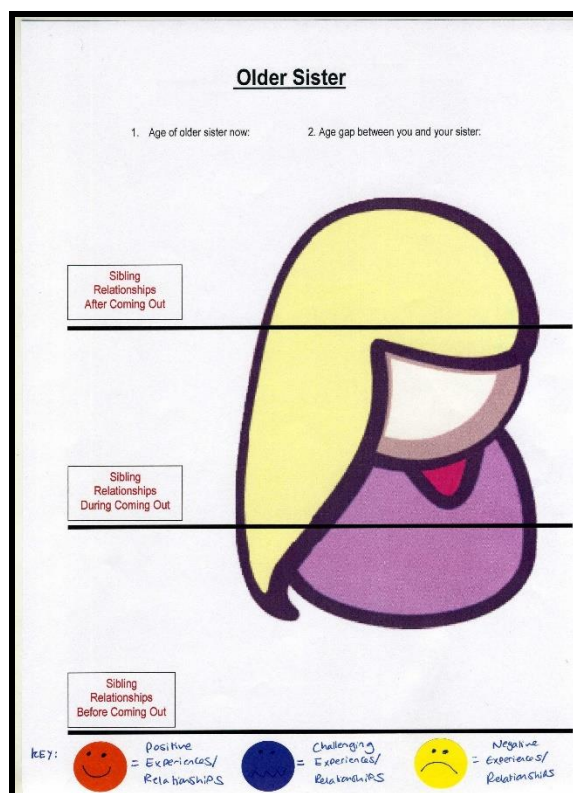 Older Sister
1. Age of older sister now: 2. Age gap between you and your sister:
Sibling
Relationships
After Coming Out
Sibling
Relationships
During Coming Out
Sibling
Relationships
Before Coming Out
KEY: Positive
= Experiences/
Relationships
Challenging
= Experiences/
Relationships
Negative
= Experiences/
Relationships